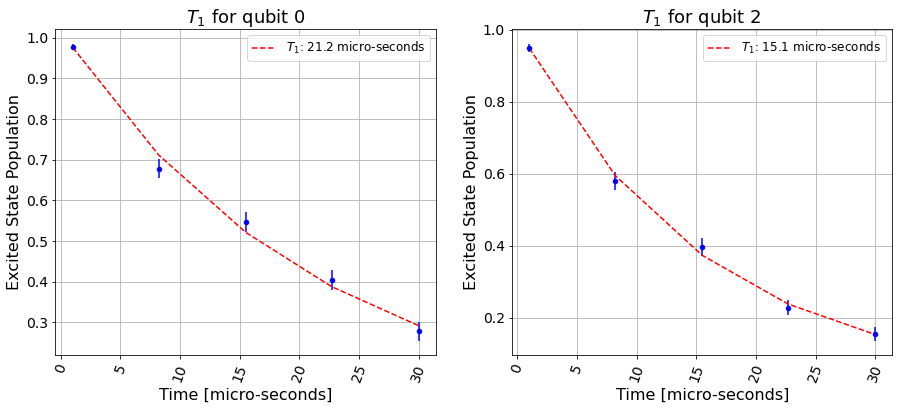 T₁ for qubit 0
T₁: 21.2 micro-seconds
Excited State Population
1.0
0.9
0.8
0.7
0.6
0.5
0.4
0.3
0 5 10 15 20 25 30
Time [micro-seconds]
T₁ for qubit 2
T₁: 15.1 micro-seconds
Excited State Population
1.0
0.8
0.6
0.4
0.2
0 5 10 15 20 25 30
Time [micro-seconds]